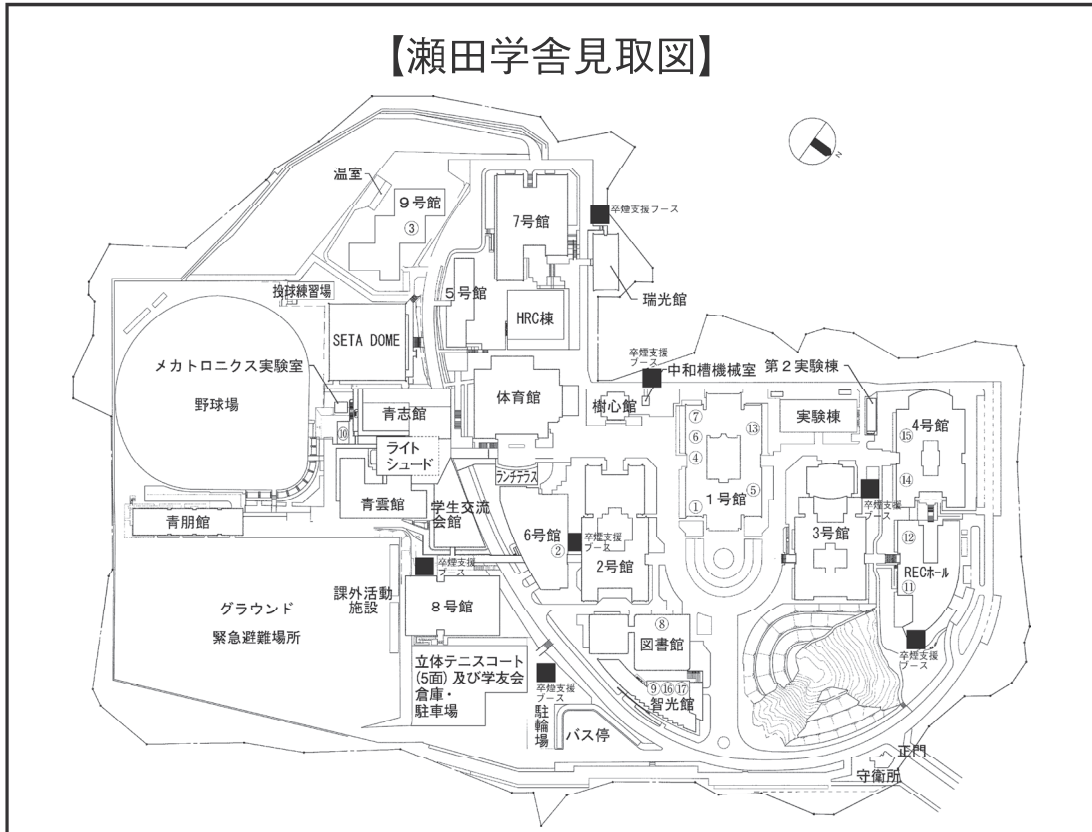 【瀬田学舎見取図】
N
温室
9号館
③
7号館
卒煙支援ブース
瑞光館
5号館
HRC棟
投球練習場
SETA DOME
メカトロニクス実験室
野球場
⑩
青志館
体育館
卒煙支援
ブース
中和槽機械室
第2実験棟
樹心館
⑦
⑥
④
①
⑬
⑤
1号館
実験棟
4号館
⑮
⑭
ライト
シュード
ランチテラス
青雲館
学生交流
会館
青朋館
6号館
②
卒煙支援
ブース
2号館
3号館
卒煙支援
ブース
⑫
RECホール
⑪
卒煙支援
ブース
課外活動
施設
8号館
グラウンド
緊急避難場所
⑧
図書館
卒煙支援
ブース
立体テニスコート
(5面)及び学友会
倉庫・
駐車場
卒煙支援
ブース
駐輪場
バス停
⑨⑯⑰
智光館
正門
守衛所